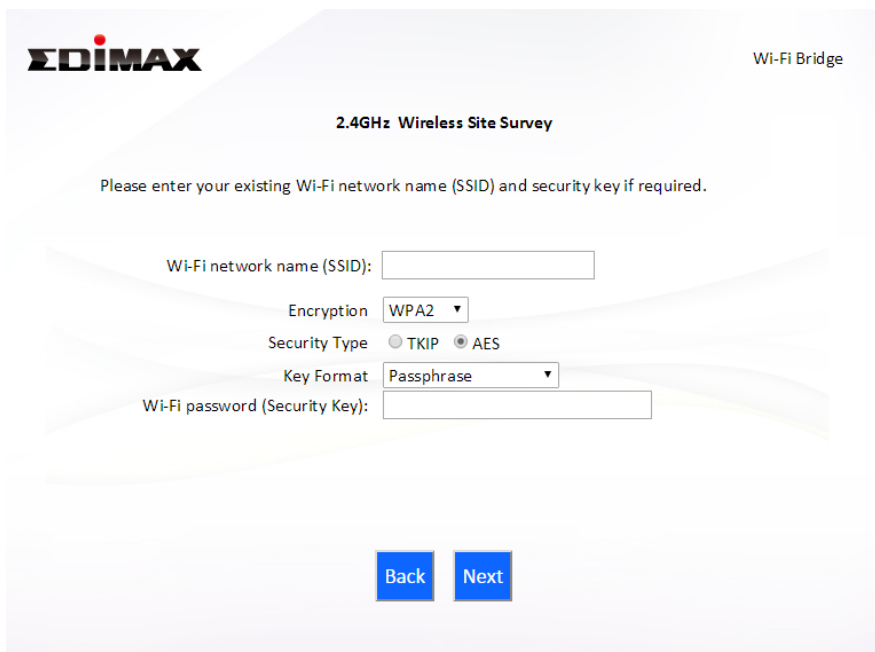 EDIMAX
Wi-Fi Bridge
2.4GHz Wireless Site Survey
Please enter your existing Wi-Fi network name (SSID) and security key if required.
Wi-Fi network name (SSID):
Encryption WPA2
Security Type TKIP AES
Key Format Passphrase
Wi-Fi password (Security Key):
Back Next